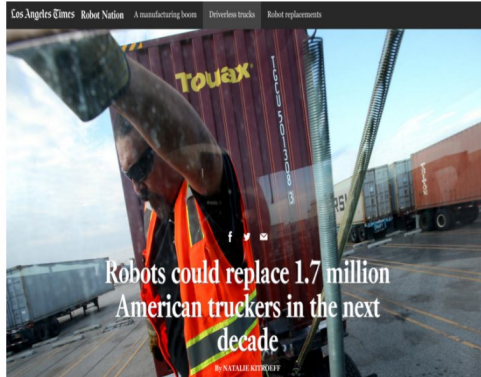 Los Angeles Times Robot Nation A manufacturing boom Driverless trucks Robot replacements
TOUAX
Robots could replace 1.7 million
American truckers in the next
decade
By NATALIE KITROEFF